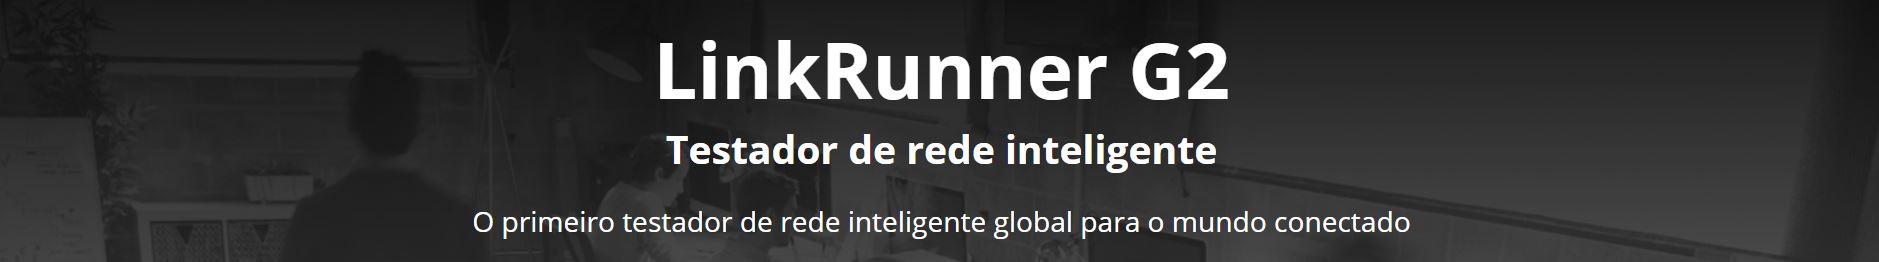 LinkRunner G2
Testador de rede inteligente
O primeiro testador de rede inteligente global para o mundo conectado